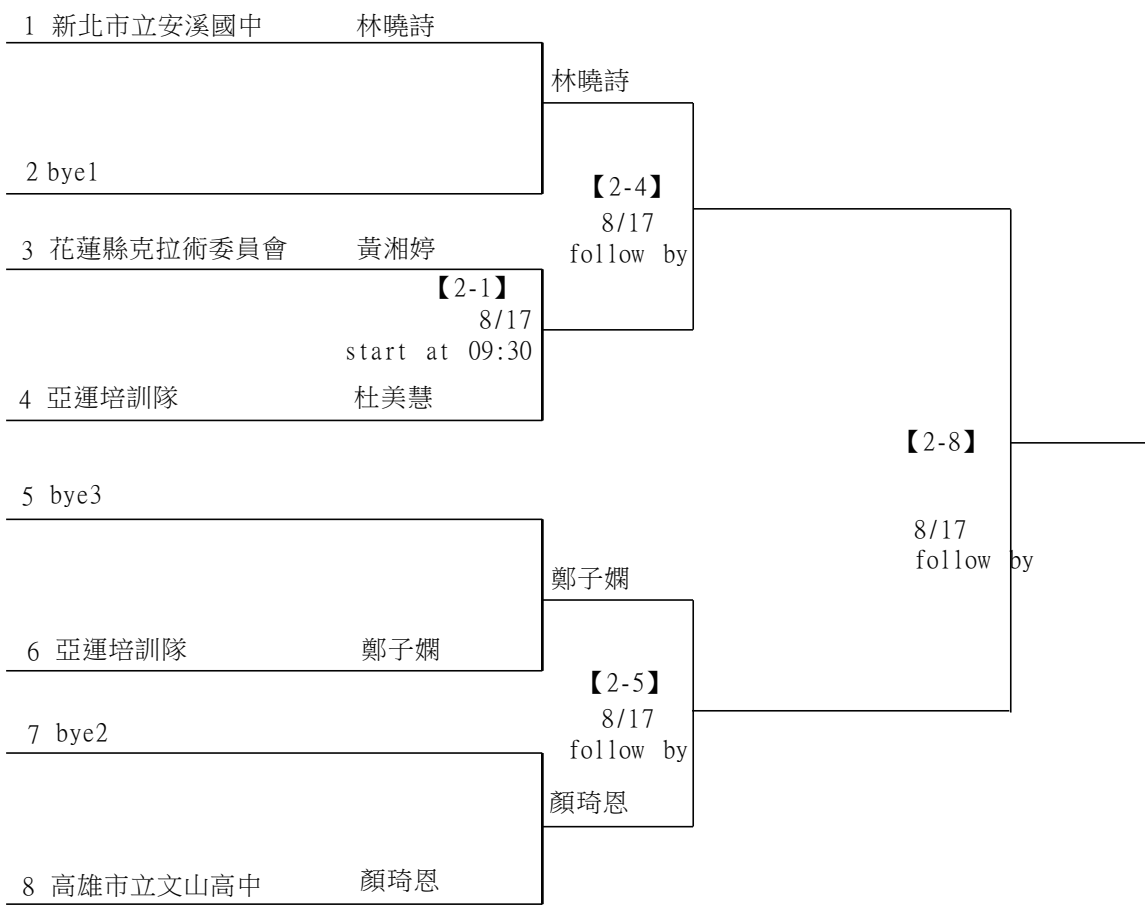 1 新北市立安溪國中 林曉詩
林曉詩
2 bye1
【2-4】
8/17
follow by
3 花蓮縣克拉術委員會 黃湘婷
【2-1】
8/17
start at 09:30
4 亞運培訓隊 杜美慧
【2-8】
8/17
follow by
5 bye3
鄭子嫻
6 亞運培訓隊 鄭子嫻
【2-5】
8/17
follow by
7 bye2
顏琦恩
8 高雄市立文山高中 顏琦恩